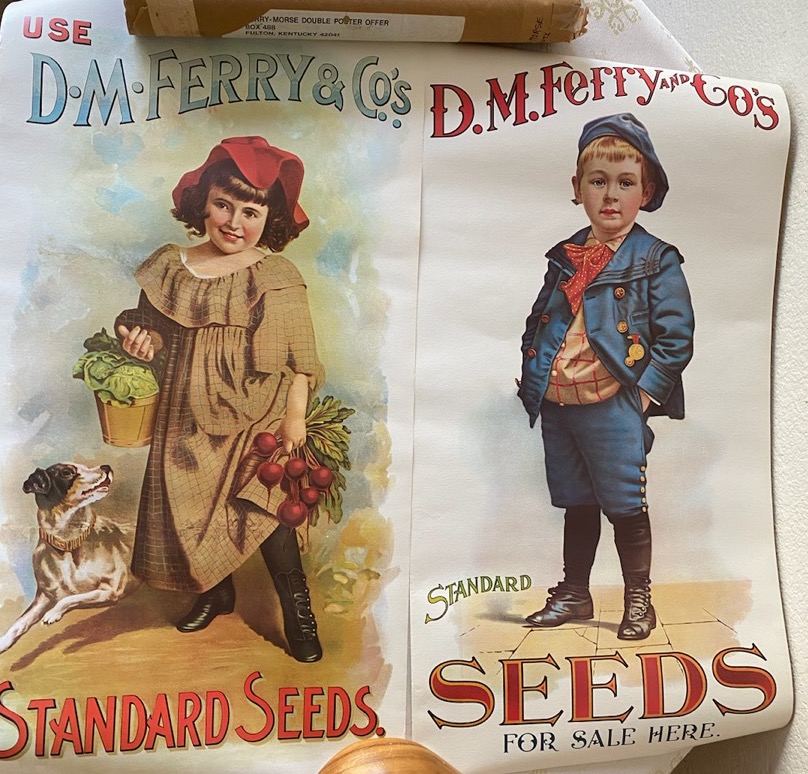 FERRY-MORSE DOUBLE POSTER OFFER
BOX 488
FULTON, KENTUCKY 42041
USE
D.M. FERRY & Co's.
STANDARD SEEDS.
D.M. Ferry AND Co's
STANDARD
SEEDS
FOR SALE HERE.